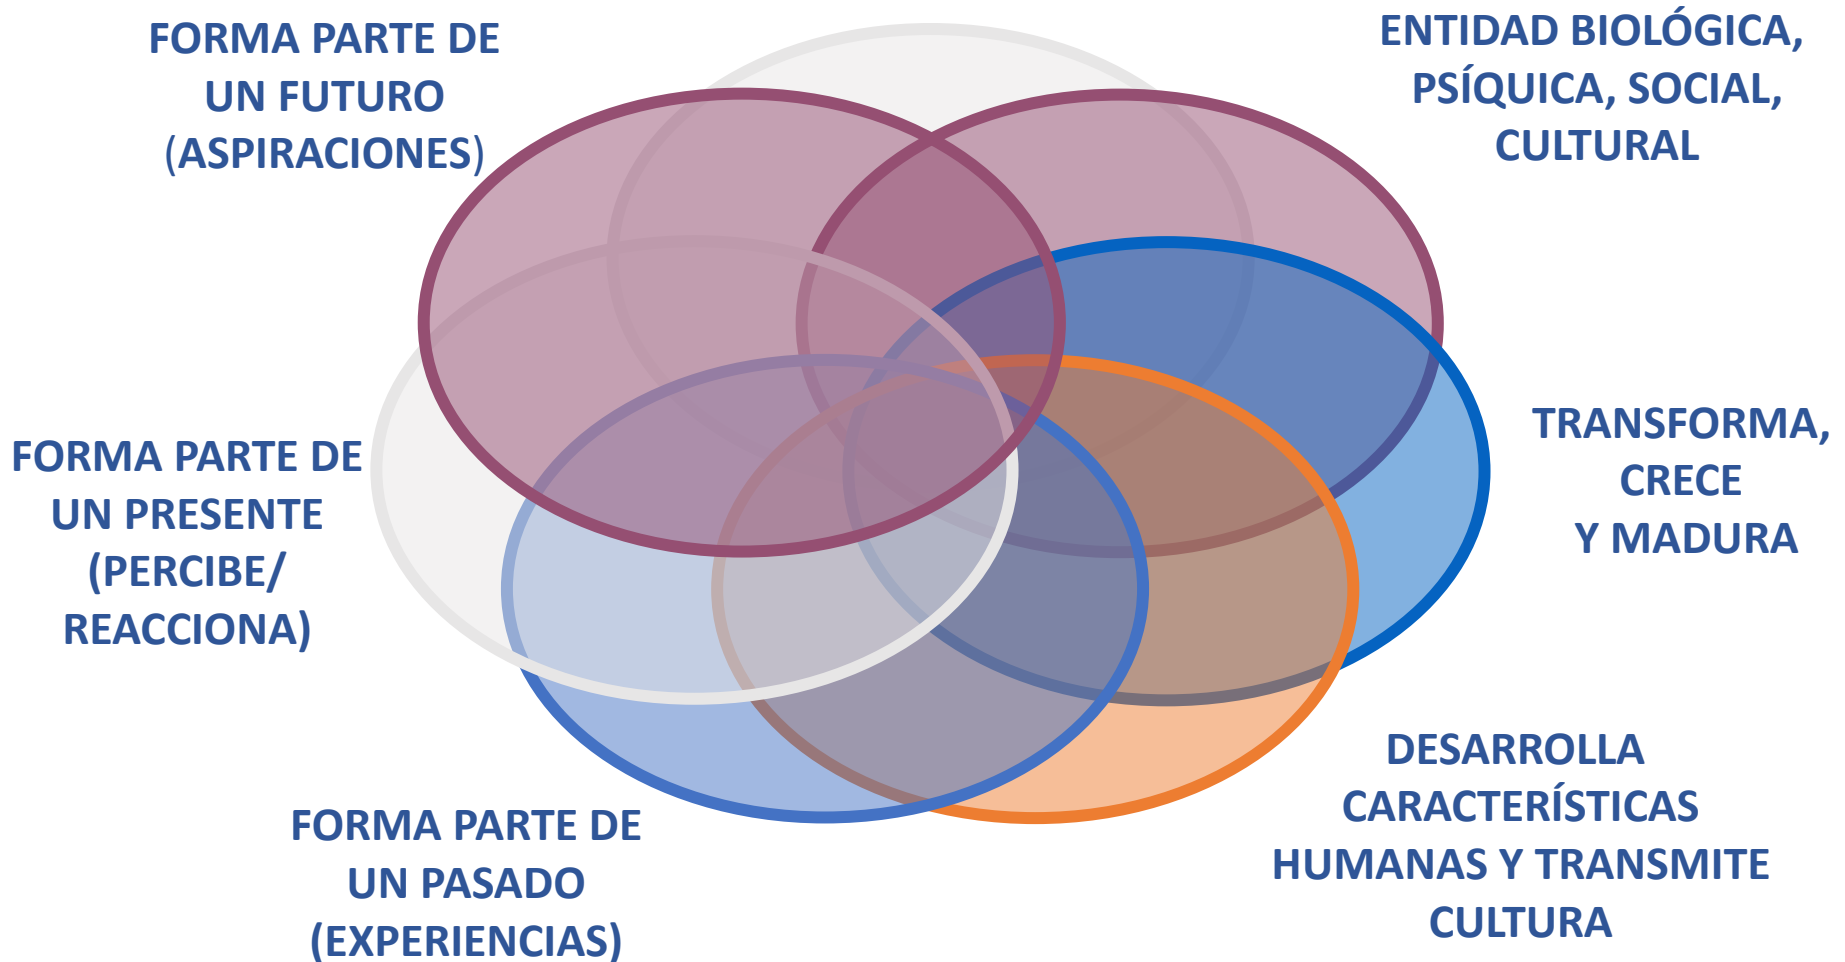 FORMA PARTE DE
UN FUTURO
(ASPIRACIONES)
ENTIDAD BIOLÓGICA,
PSÍQUICA, SOCIAL,
CULTURAL
FORMA PARTE DE
UN PRESENTE
(PERCIBE/
REACCIONA)
TRANSFORMA,
CRECE
Y MADURA
FORMA PARTE DE
UN PASADO
(EXPERIENCIAS)
DESARROLLA
CARACTERÍSTICAS
HUMANAS Y TRANSMITE
CULTURA